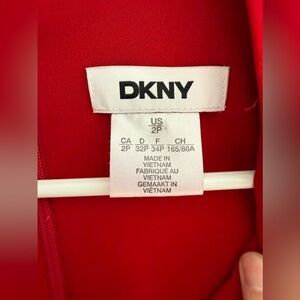 DKNY
US
2P
CA D F CH
2P 32P 34P 165/88A
MADE IN
VIETNAM
FABRIQUÉ AU
VIETNAM
GEMAAKT IN
VIETNAM